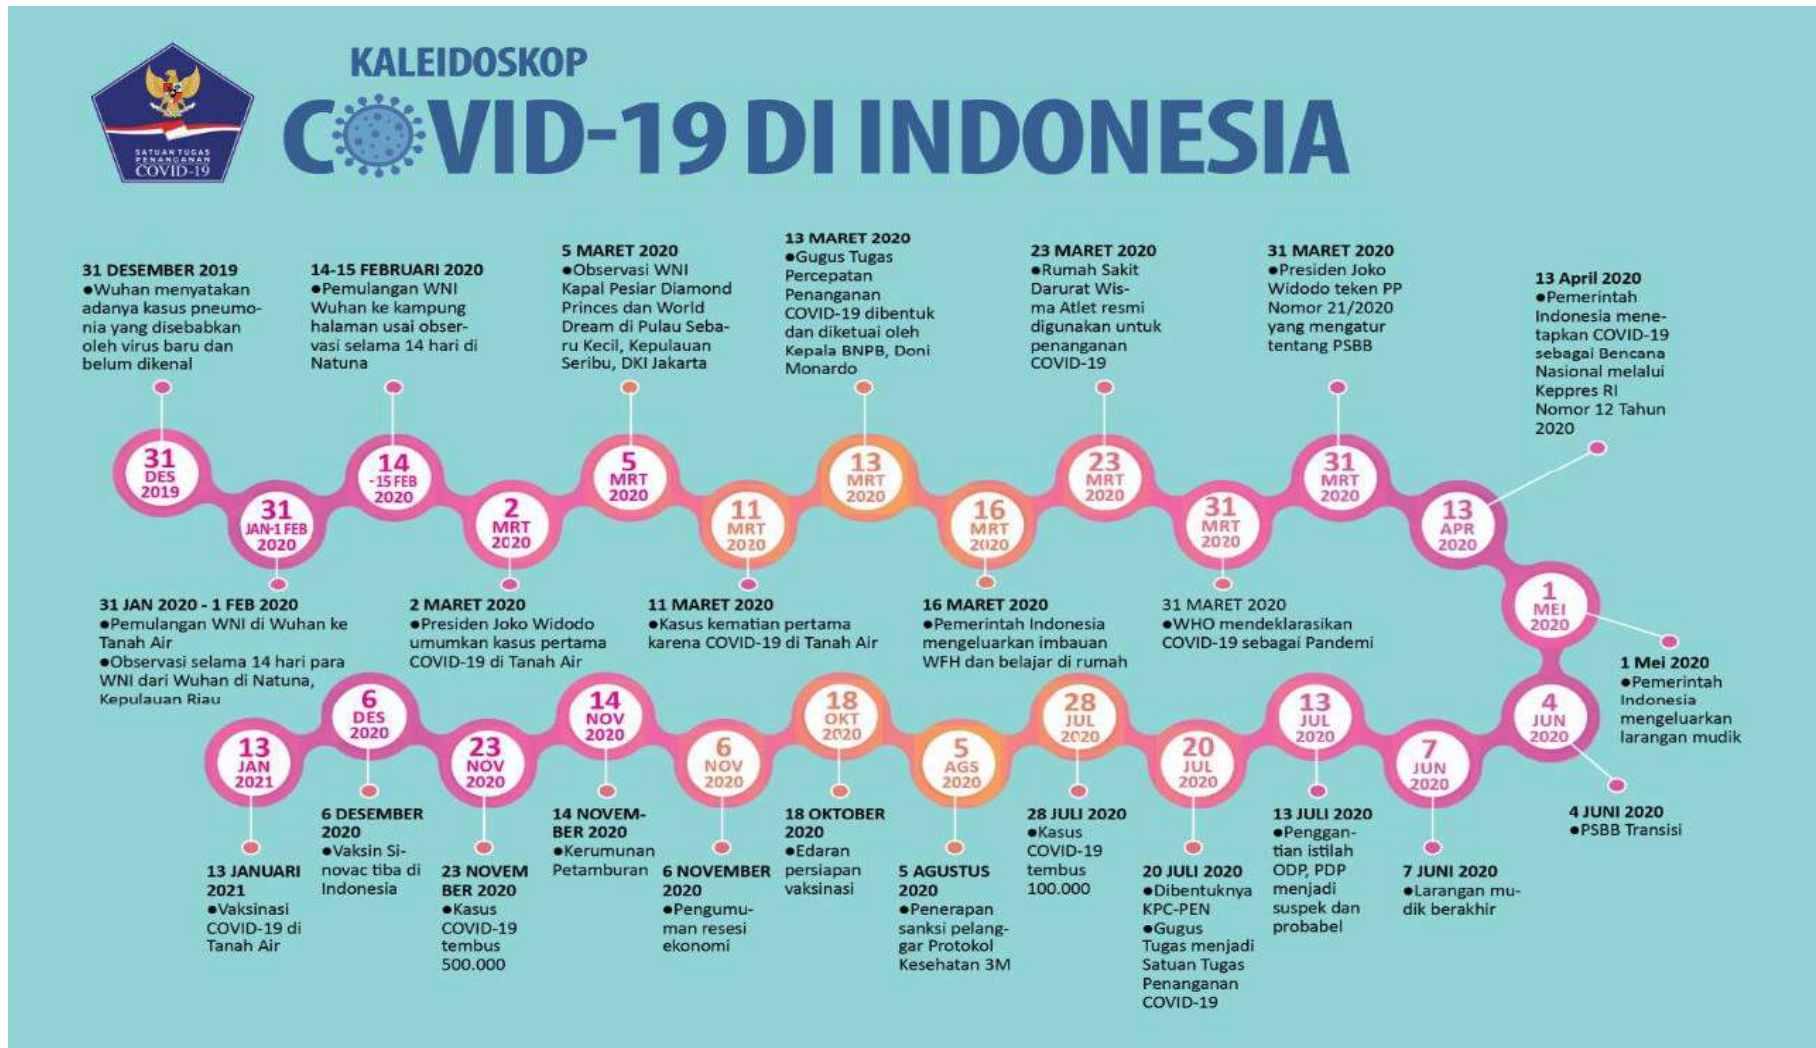 SATUAN TUGAS
PENANGANAN
COVID-19
KALEIDOSKOP
COVID-19 DI INDONESIA
31 DESEMBER 2019
●Wuhan menyatakan
adanya kasus pneumo-
nia yang disebabkan
oleh virus baru dan
belum dikenal
14-15 FEBRUARI 2020
●Pemulangan WNI
Wuhan ke kampung
halaman usai obser-
vasi selama 14 hari di
Natuna
5 MARET 2020
●Observasi WNI
Kapal Pesiar Diamond
Princes dan World
Dream di Pulau Seba-
ru Kecil, Kepulauan
Seribu, DKI Jakarta
13 MARET 2020
●Gugus Tugas
Percepatan
Penanganan
COVID-19 dibentuk
dan diketuai oleh
Kepala BNPB, Doni
Monardo
23 MARET 2020
●Rumah Sakit
Darurat Wis-
ma Atlet resmi
digunakan untuk
penanganan
COVID-19
31 MARET 2020
●Presiden Joko
Widodo teken PP
Nomor 21/2020
yang mengatur
tentang PSBB
13 April 2020
●Pemerintah
Indonesia mene-
tapkan COVID-19
sebagai Bencana
Nasional melalui
Keppres RI
Nomor 12 Tahun
2020
31
DES
2019
31
JAN-1 FEB
2020
14
-15 FEB
2020
2
MRT
2020
5
MRT
2020
11
MRT
2020
13
MRT
2020
16
MRT
2020
23
MRT
2020
31
MRT
2020
31
MRT
2020
13
APR
2020
1
MEI
2020
31 JAN 2020 - 1 FEB 2020
●Pemulangan WNI di Wuhan ke
Tanah Air
●Observasi selama 14 hari para
WNI dari Wuhan di Natuna,
Kepulauan Riau
2 MARET 2020
●Presiden Joko Widodo
umumkan kasus pertama
COVID-19 di Tanah Air
11 MARET 2020
●Kasus kematian pertama
karena COVID-19 di Tanah Air
16 MARET 2020
●Pemerintah Indonesia
mengeluarkan imbauan
WFH dan belajar di rumah
31 MARET 2020
●WHO mendeklarasikan
COVID-19 sebagai Pandemi
1 Mei 2020
●Pemerintah
Indonesia
mengeluarkan
larangan mudik
13
JAN
2021
6
DES
2020
23
NOV
2020
14
NOV
2020
6
NOV
2020
18
OKT
2020
5
AGS
2020
28
JUL
2020
20
JUL
2020
13
JUL
2020
7
JUN
2020
4
JUN
2020
13 JANUARI
2021
●Vaksinasi
COVID-19 di
Tanah Air
6 DESEMBER
2020
●Vaksin Si-
novac tiba di
Indonesia
23 NOVEM
BER 2020
●Kasus
COVID-19
tembus
500.000
14 NOVEM-
BER 2020
●Kerumunan
Petamburan
6 NOVEMBER
2020
●Pengumu-
man resesi
ekonomi
18 OKTOBER
2020
●Edaran
persiapan
vaksinasi
5 AGUSTUS
2020
●Penerapan
sanksi pelang-
gar Protokol
Kesehatan 3M
28 JULI 2020
●Kasus
COVID-19
tembus
100.000
20 JULI 2020
●Dibentuknya
KPC-PEN
●Gugus
Tugas menjadi
Satuan Tugas
Penanganan
COVID-19
13 JULI 2020
●Penggan-
tian istilah
ODP, PDP
menjadi
suspek dan
probabel
7 JUNI 2020
●Larangan mu-
dik berakhir
4 JUNI 2020
●PSBB Transisi